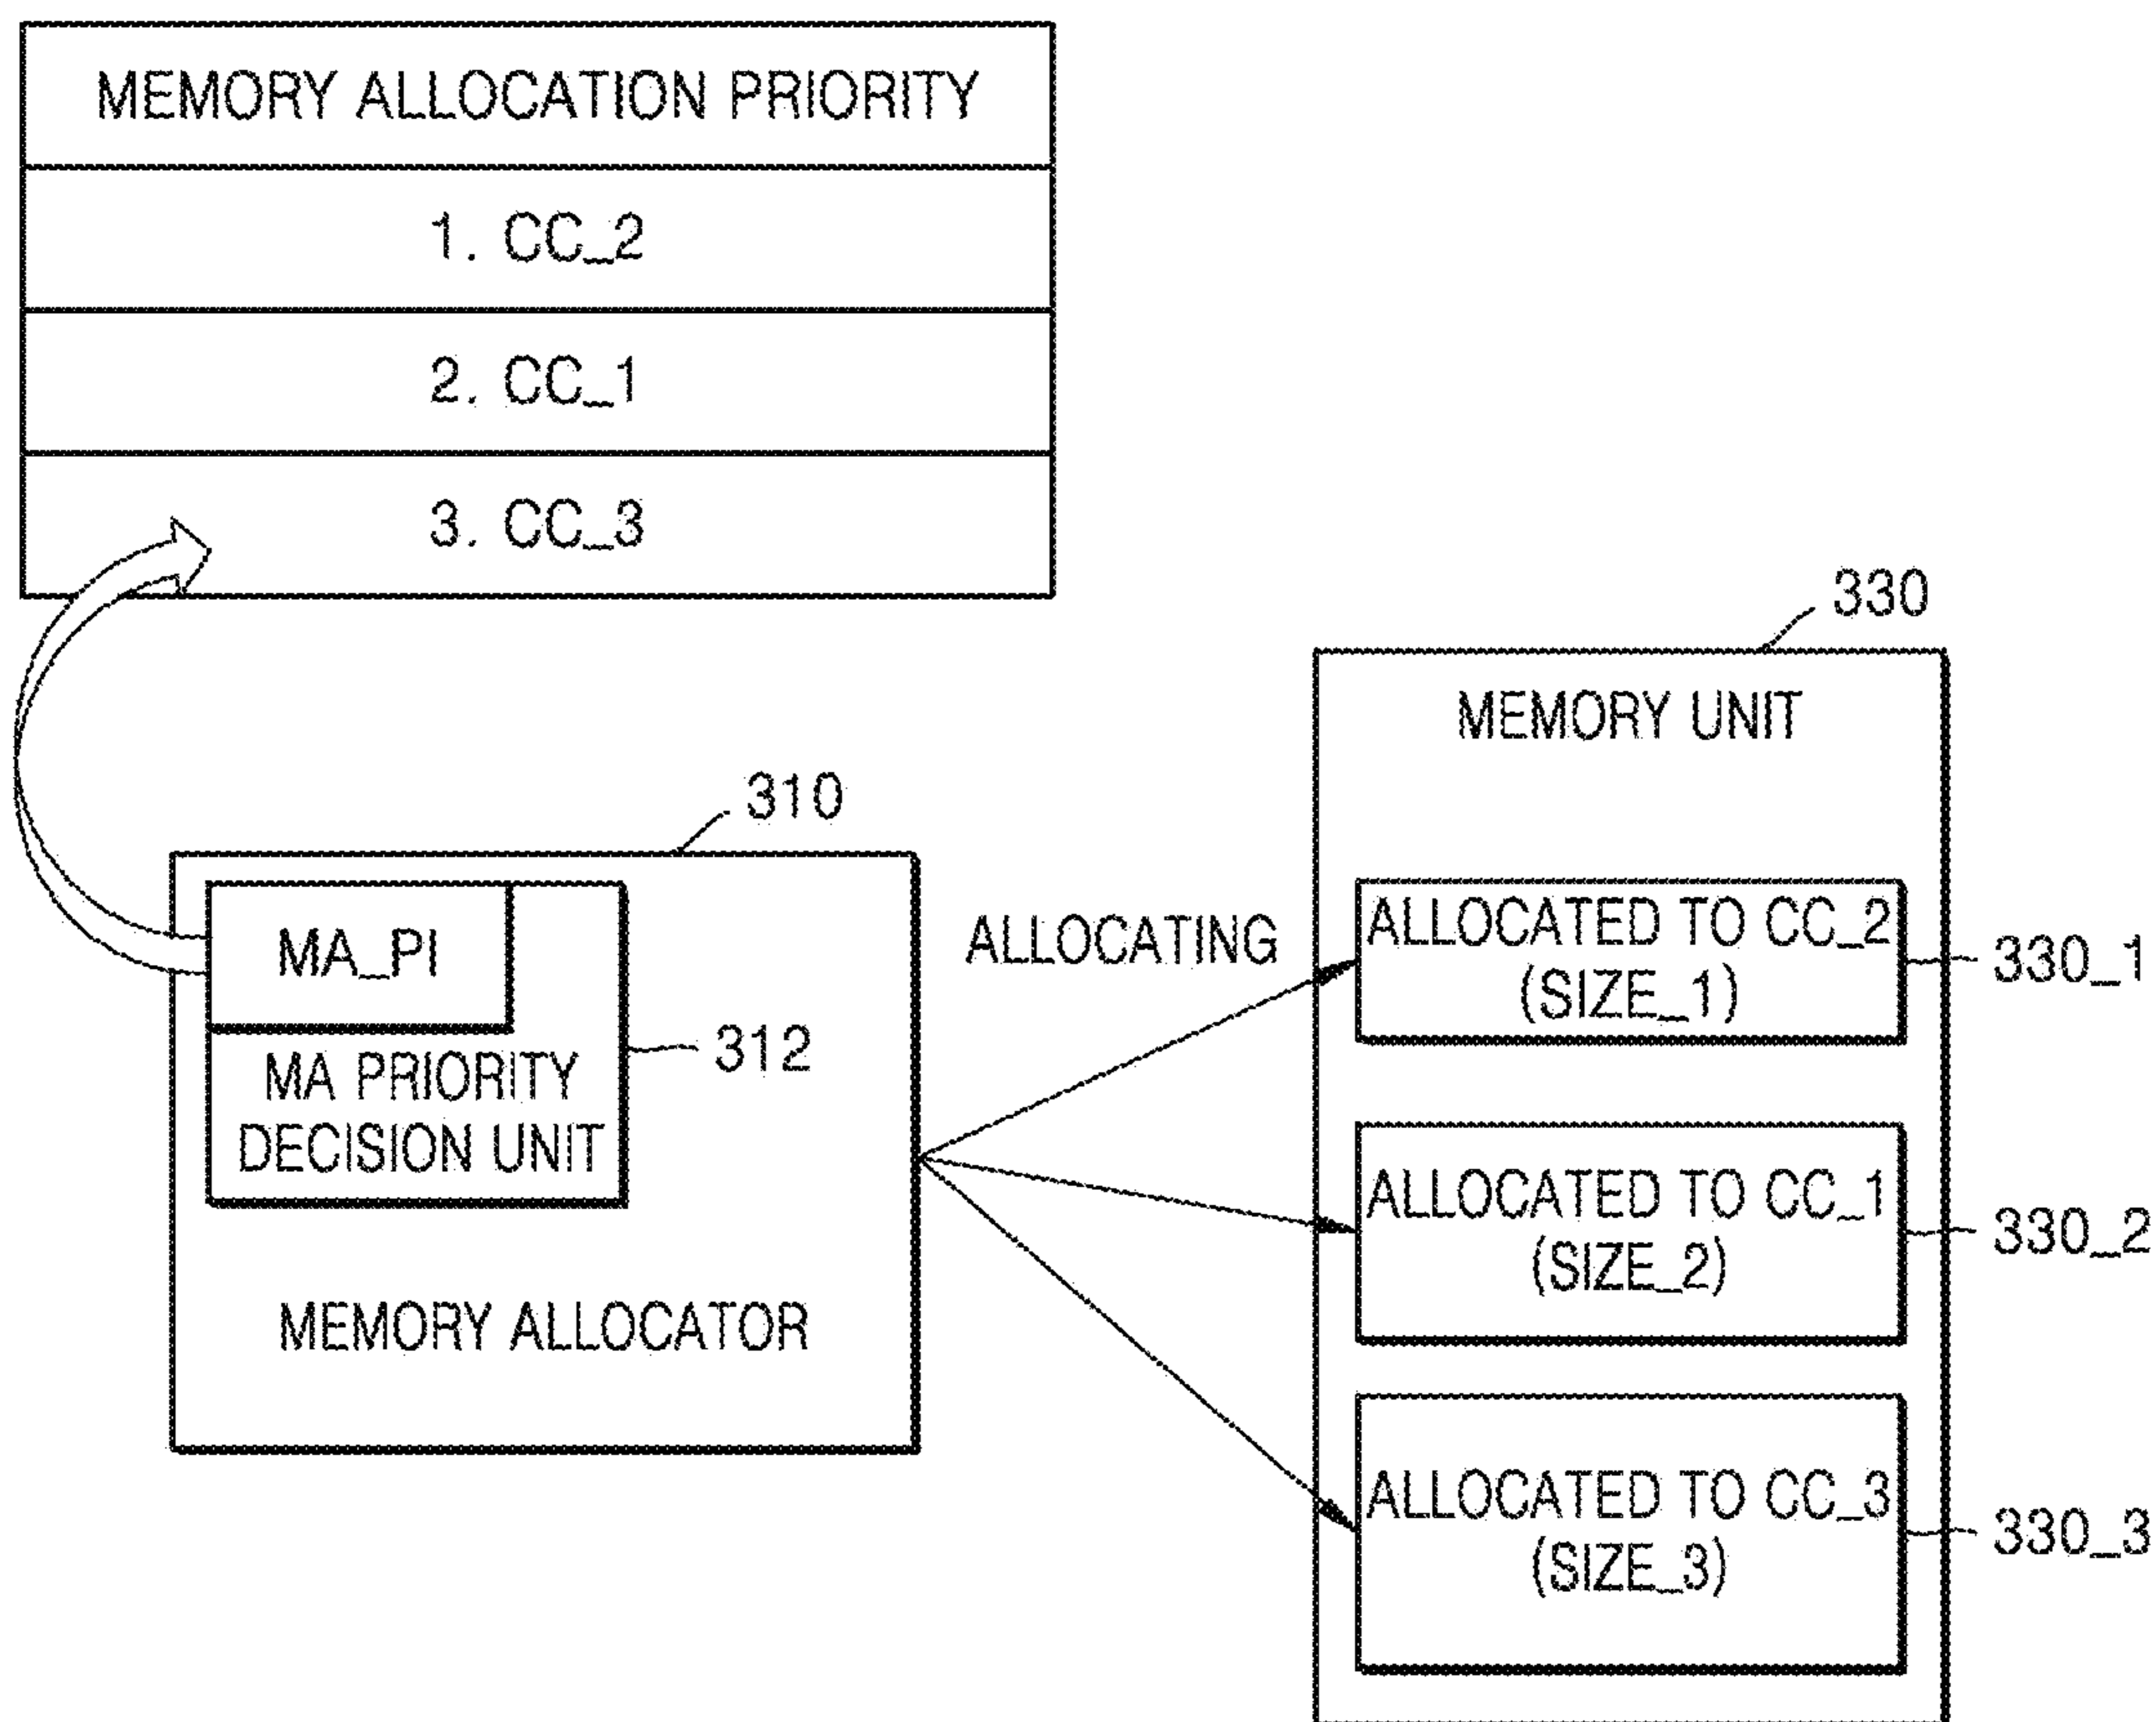 MEMORY ALLOCATION PRIORITY
1. CC_2
2. CC_1
3. CC_3
330
MEMORY UNIT
310
MA_PI
MA PRIORITY
DECISION UNIT
312
MEMORY ALLOCATOR
ALLOCATING
ALLOCATED TO CC_2
(SIZE_1)
330_1
ALLOCATED TO CC_1
(SIZE_2)
330_2
ALLOCATED TO CC_3
(SIZE_3)
330_3